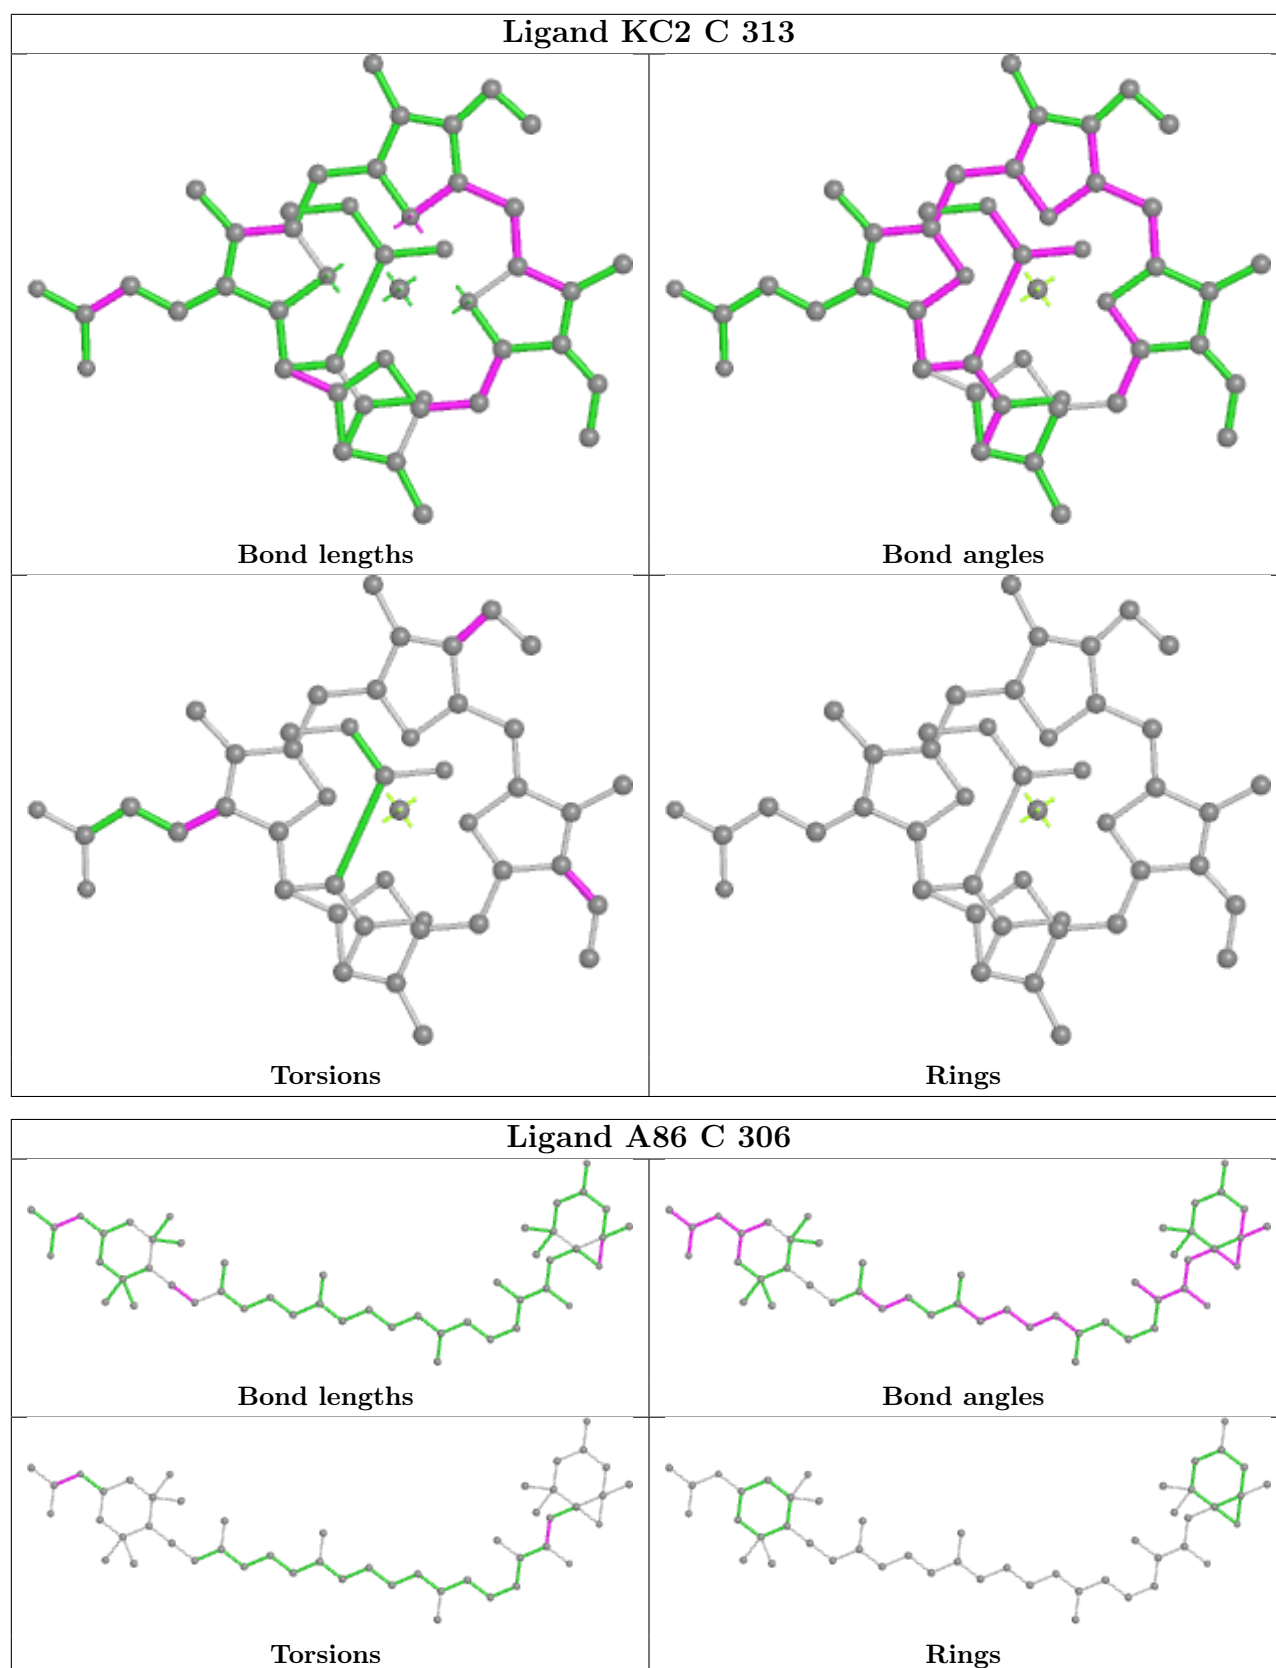 Ligand KC2 C 313
Bond lengths
Bond angles
Torsions
Rings
Ligand A86 C 306
Bond lengths
Bond angles
Torsions
Rings